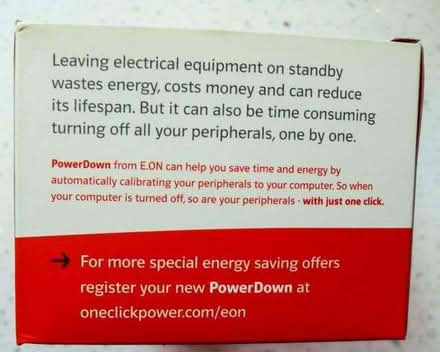 Leaving electrical equipment on standby
wastes energy, costs money and can reduce
its lifespan. But it can also be time consuming
turning off all your peripherals, one by one.
PowerDown from E.ON can help you save time and energy by
automatically calibrating your peripherals to your computer. So when
your computer is turned off, so are your peripherals - with just one click.
→ For more special energy saving offers
register your new PowerDown at
oneclickpower.com/eon